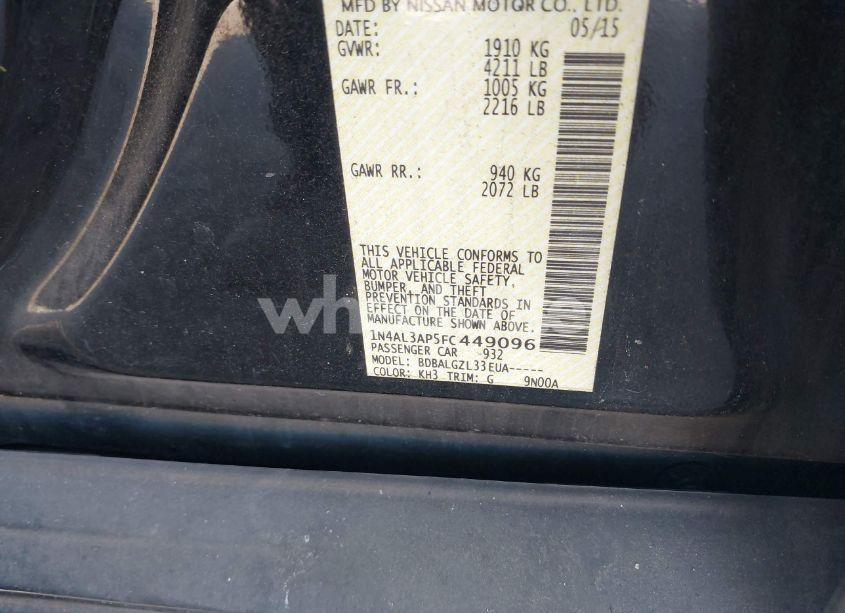 MFD BY NISSAN MOTOR CO., LTD.
DATE: 05/15
GVWR: 1910 KG
4211 LB
GAWR FR.: 1005 KG
2216 LB
GAWR RR.: 940 KG
2072 LB
THIS VEHICLE CONFORMS TO
ALL APPLICABLE FEDERAL
MOTOR VEHICLE SAFETY,
BUMPER, AND THEFT
PREVENTION STANDARDS IN
EFFECT ON THE DATE OF
MANUFACTURE SHOWN ABOVE.
1N4AL3AP5FC449096
PASSENGER CAR 932
MODEL: BDBALGZL33EUA-----
COLOR: KH3 TRIM: G 9N00A